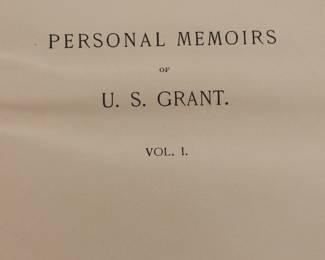 PERSONAL MEMOIRS
OF
U. S. GRANT.
VOL. I.